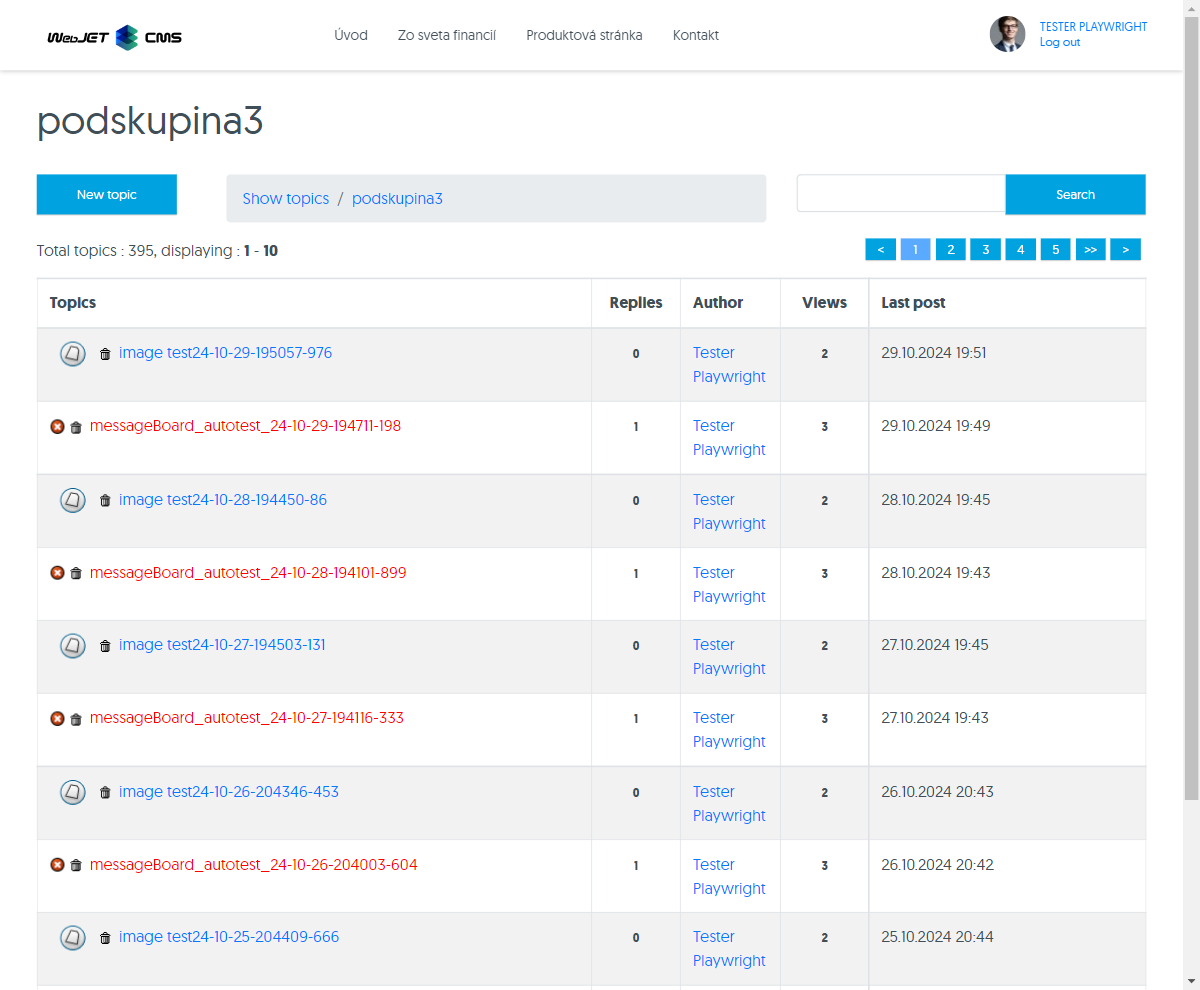 WebJET CMS
Úvod Zo sveta financií Produktová stránka Kontakt
TESTER PLAYWRIGHT
Log out
podskupina3
New topic
Show topics / podskupina3
Search
Total topics : 395, displaying : 1 - 10
< 1 2 3 4 5 >> >
Topics Replies Author Views Last post
image test24-10-29-195057-976 0 Tester Playwright 2 29.10.2024 19:51
messageBoard_autotest_24-10-29-194711-198 1 Tester Playwright 3 29.10.2024 19:49
image test24-10-28-194450-86 0 Tester Playwright 2 28.10.2024 19:45
messageBoard_autotest_24-10-28-194101-899 1 Tester Playwright 3 28.10.2024 19:43
image test24-10-27-194503-131 0 Tester Playwright 2 27.10.2024 19:45
messageBoard_autotest_24-10-27-194116-333 1 Tester Playwright 3 27.10.2024 19:43
image test24-10-26-204346-453 0 Tester Playwright 2 26.10.2024 20:43
messageBoard_autotest_24-10-26-204003-604 1 Tester Playwright 3 26.10.2024 20:42
image test24-10-25-204409-666 0 Tester Playwright 2 25.10.2024 20:44